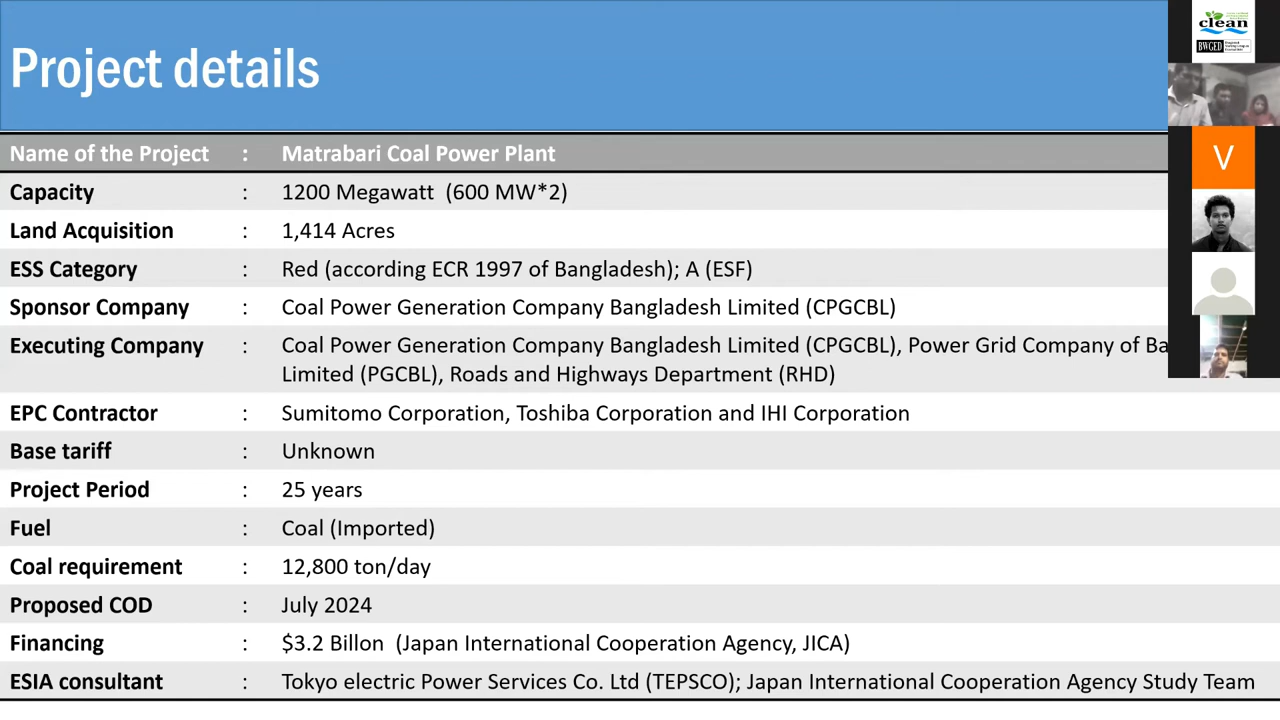 Project details
Name of the Project : Matrabari Coal Power Plant
Capacity : 1200 Megawatt (600 MW*2)
Land Acquisition : 1,414 Acres
ESS Category : Red (according ECR 1997 of Bangladesh); A (ESF)
Sponsor Company : Coal Power Generation Company Bangladesh Limited (CPGCBL)
Executing Company : Coal Power Generation Company Bangladesh Limited (CPGCBL), Power Grid Company of Ba
Limited (PGCBL), Roads and Highways Department (RHD)
EPC Contractor : Sumitomo Corporation, Toshiba Corporation and IHI Corporation
Base tariff : Unknown
Project Period : 25 years
Fuel : Coal (Imported)
Coal requirement : 12,800 ton/day
Proposed COD : July 2024
Financing : $3.2 Billon (Japan International Cooperation Agency, JICA)
ESIA consultant : Tokyo electric Power Services Co. Ltd (TEPSCO); Japan International Cooperation Agency Study Team
clean
BWGED
V